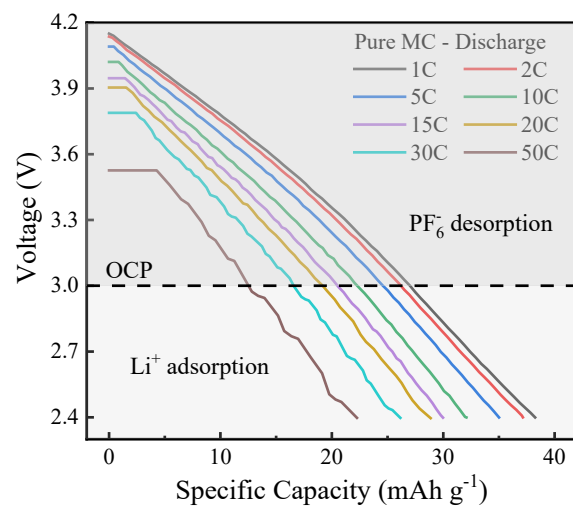 4.2
3.9
3.6
3.3
3.0
2.7
2.4
Voltage (V)
Pure MC - Discharge
1C 2C
5C 10C
15C 20C
30C 50C
PF₆⁻ desorption
OCP
Li⁺ adsorption
0 10 20 30 40
Specific Capacity (mAh g⁻¹)